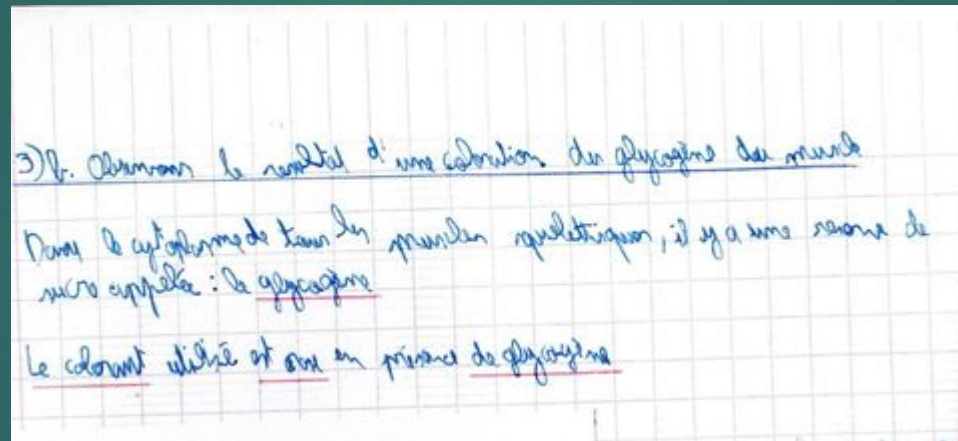 3) b. Observons le résultat d'une coloration du glycogène du muscle
Dans le cytoplasme de tous les muscles squelettiques, il y a une réserve de
sucre appelée : le glycogène
Le colorant utilisé est rose en présence de glycogène